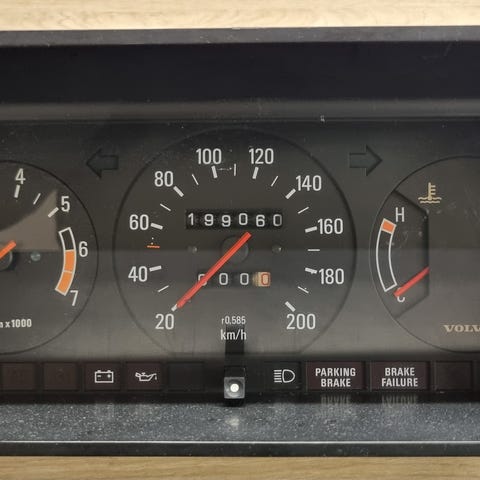 4
5
6
7
n x1000
100 120
80 140
60 160
40 180
20 200
199060
0000
r0.585
km/h
H
C
VOLV
PARKING
BRAKE
BRAKE
FAILURE